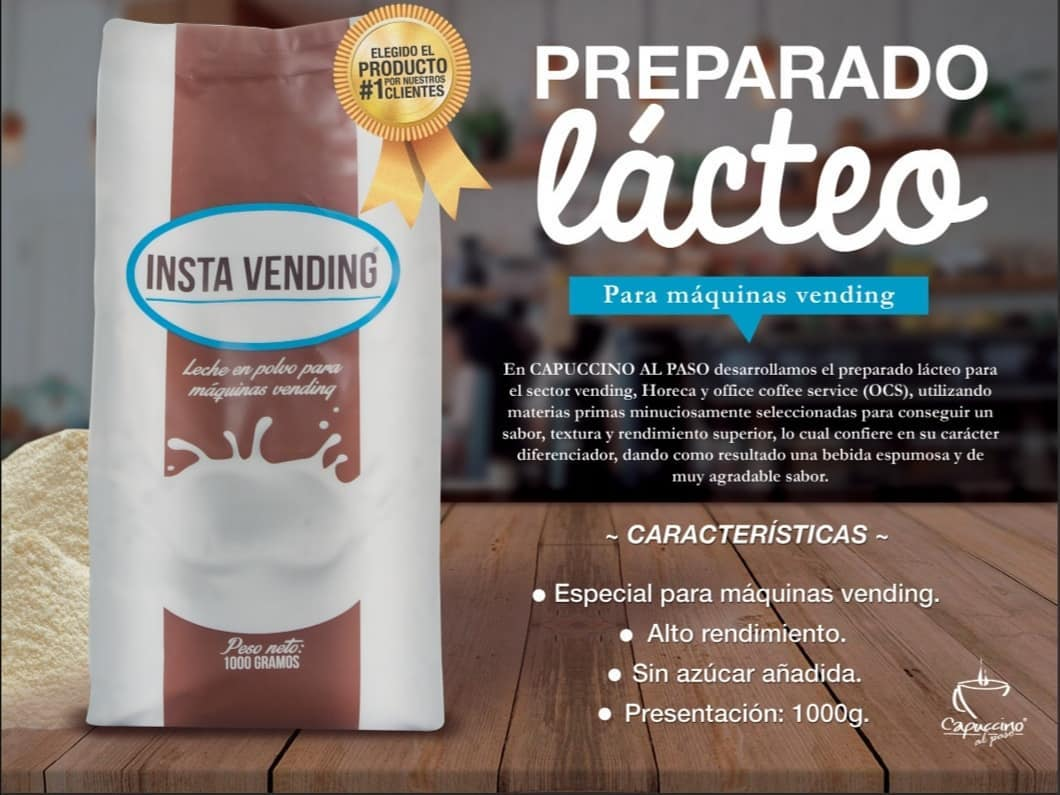 ELEGIDO EL
PRODUCTO
#1 POR NUESTROS
CLIENTES
INSTA VENDING
Leche en polvo para
máquinas vending
Peso neto:
1000 GRAMOS
PREPARADO
lácteo
Para máquinas vending
En CAPUCCINO AL PASO desarrollamos el preparado lácteo para
el sector vending, Horeca y office coffee service (OCS), utilizando
materias primas minuciosamente seleccionadas para conseguir un
sabor, textura y rendimiento superior, lo cual confiere en su carácter
diferenciador, dando como resultado una bebida espumosa y de
muy agradable sabor.
~ CARACTERÍSTICAS ~
• Especial para máquinas vending.
• Alto rendimiento.
• Sin azúcar añadida.
• Presentación: 1000g.
Capuccino®
al paso